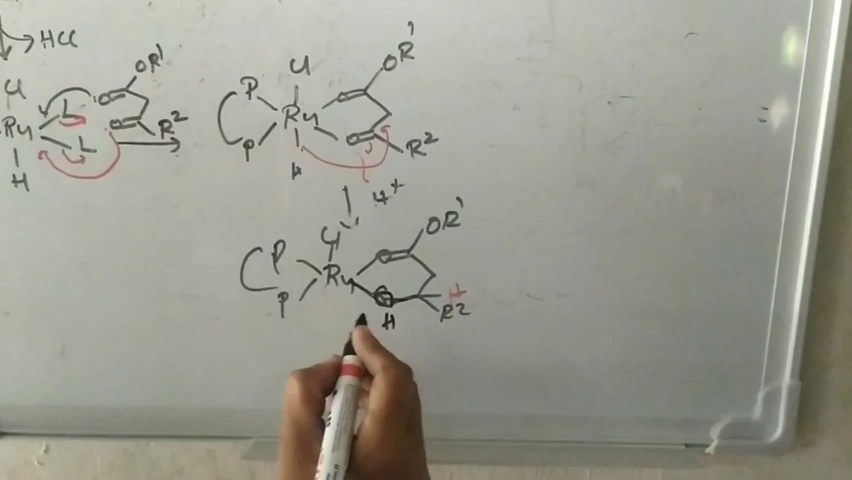 HCl
Cl Ru H L L O OR' O R²
P P Cl Ru H O OR' O R²
H⁺
P P Cl Ru O OR' O H H R²